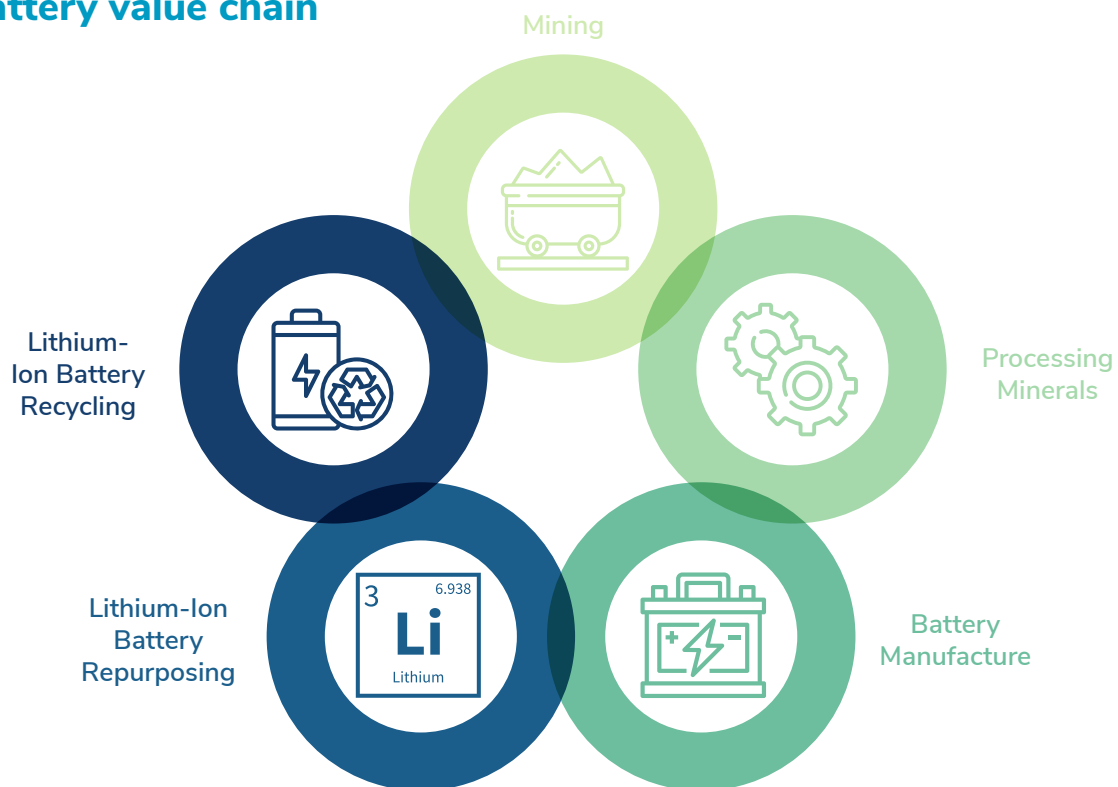 attery value chain
Mining
Lithium-
Ion Battery
Recycling
Processing
Minerals
3
6.938
Li
Lithium
Lithium-Ion
Battery
Repurposing
Battery
Manufacture